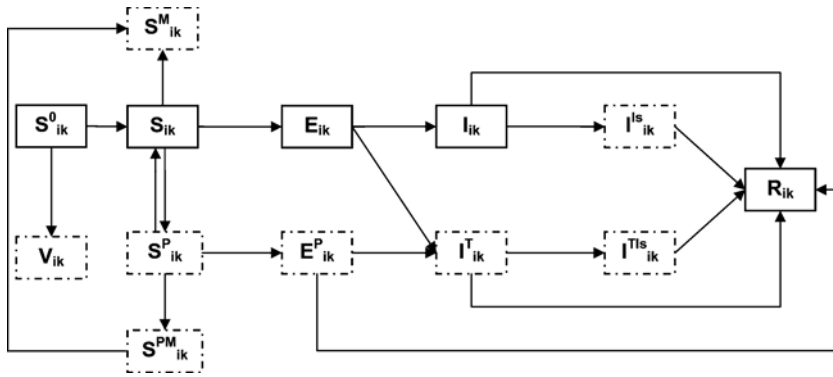 S^M_ik
S^0_ik S_ik E_ik I_ik I^Is_ik
R_ik
V_ik S^P_ik E^P_ik I^T_ik I^TIs_ik
S^PM_ik